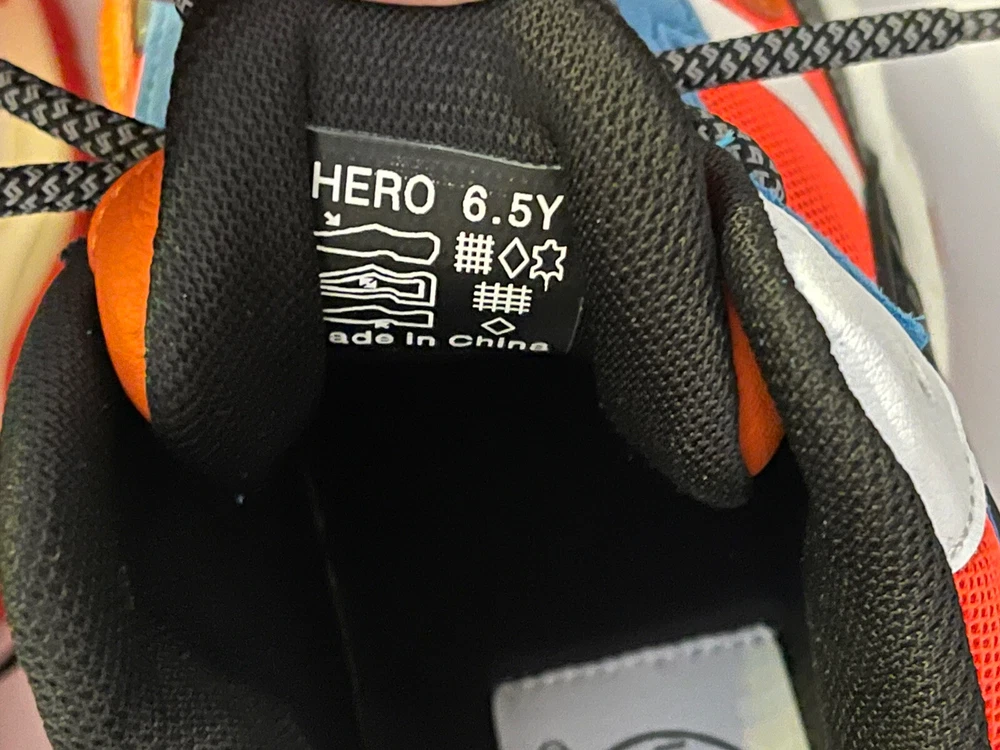 HERO 6.5Y
ade in China